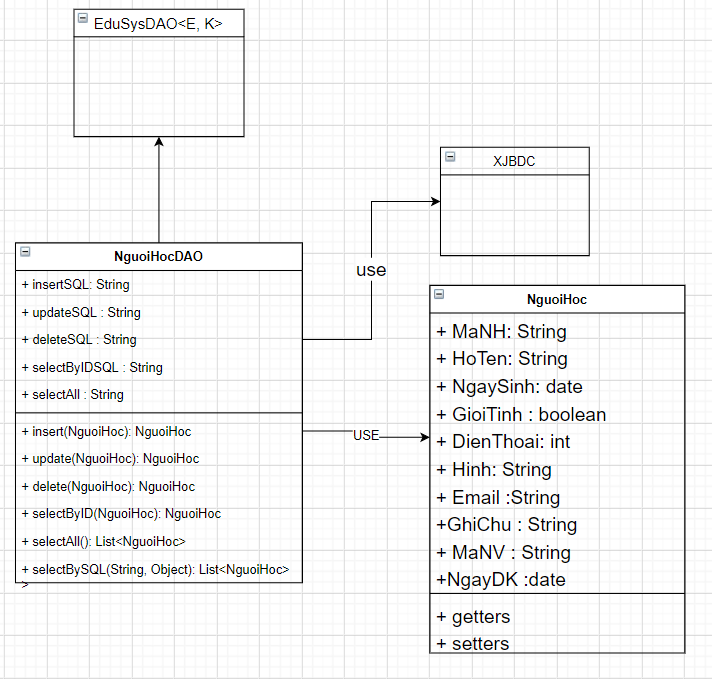 EduSysDAO<E, K>
XJBDC
NguoiHocDAO
+ insertSQL: String
+ updateSQL : String
+ deleteSQL : String
+ selectByIDSQL : String
+ selectAll : String
+ insert(NguoiHoc): NguoiHoc
+ update(NguoiHoc): NguoiHoc
+ delete(NguoiHoc): NguoiHoc
+ selectByID(NguoiHoc): NguoiHoc
+ selectAll(): List<NguoiHoc>
+ selectBySQL(String, Object): List<NguoiHoc>
>
use
USE
NguoiHoc
+ MaNH: String
+ HoTen: String
+ NgaySinh: date
+ GioiTinh : boolean
+ DienThoai: int
+ Hinh: String
+ Email :String
+GhiChu : String
+ MaNV : String
+NgayDK :date
+ getters
+ setters